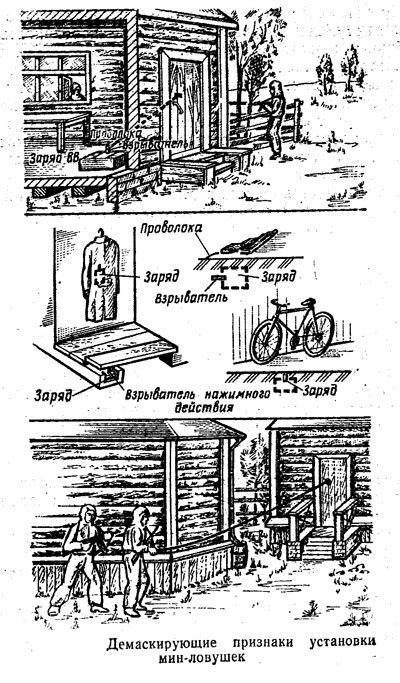 Проволока
Взрыватель
Заряд ВВ
Проволока
Заряд
Заряд
Взрыватель
Заряд
Взрыватель нажимного
действия
Заряд
Демаскирующие признаки установки
мин-ловушек